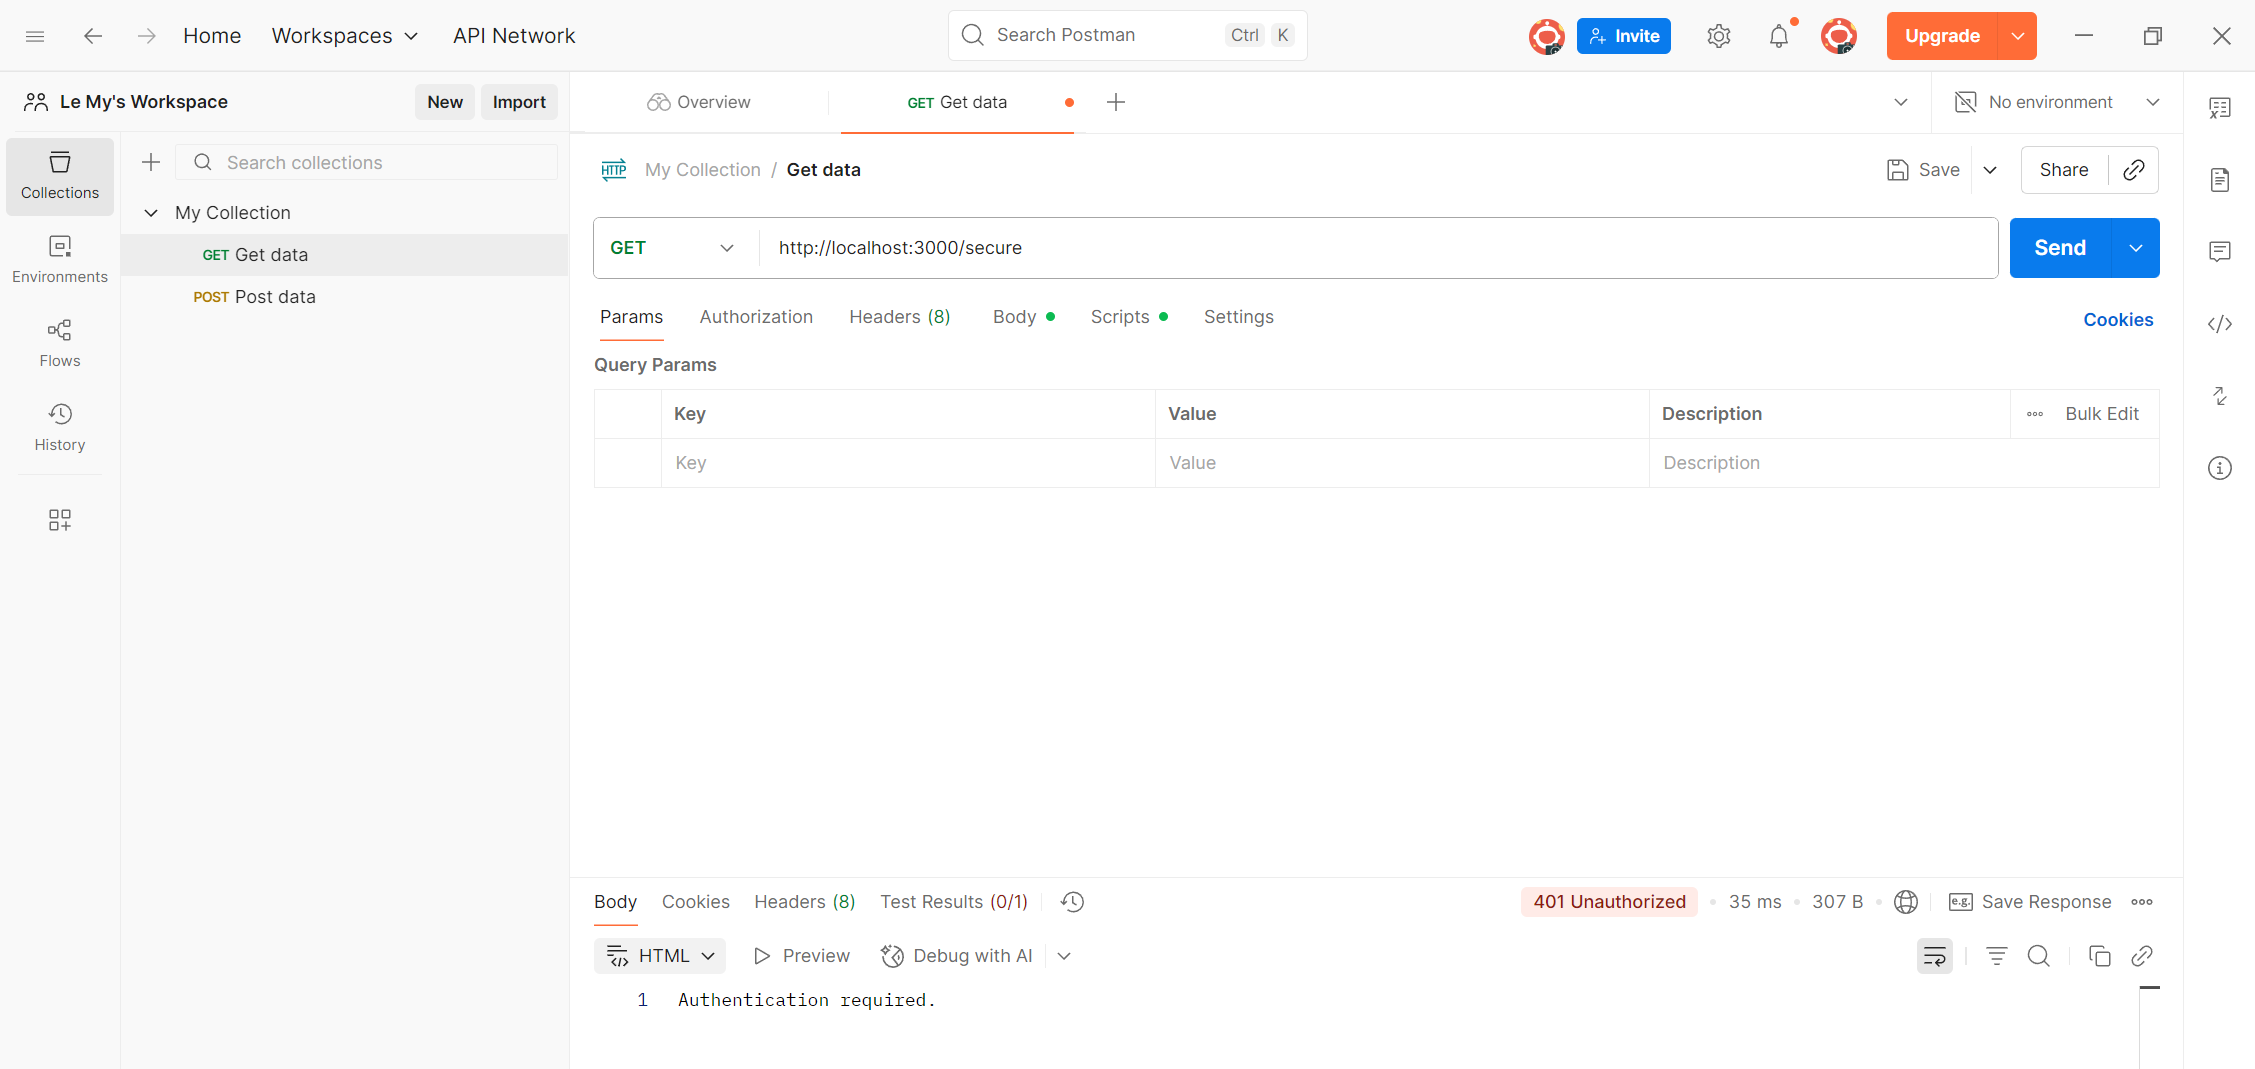 Home
Workspaces
API Network
Search Postman
Ctrl K
Invite
Upgrade
Le My's Workspace
New
Import
Overview
GET Get data
No environment
Collections
Search collections
HTTP
My Collection / Get data
Save
Share
My Collection
GET Get data
POST Post data
GET
http://localhost:3000/secure
Send
Environments
Flows
History
Params
Authorization
Headers (8)
Body
Scripts
Settings
Cookies
Query Params
Key
Value
Description
Bulk Edit
Key
Value
Description
Body
Cookies
Headers (8)
Test Results (0/1)
401 Unauthorized
35 ms
307 B
e.g.
Save Response
HTML
Preview
Debug with AI
1 Authentication required.